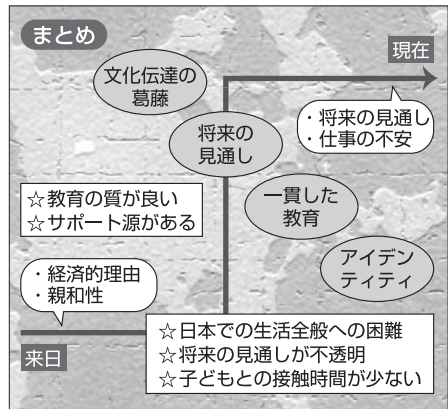 まとめ
現在
文化伝達の
葛藤
・将来の見通し
・仕事の不安
将来の
見通し
☆教育の質が良い
☆サポート源がある
一貫した
教育
アイデン
ティティ
・経済的理由
・親和性
来日
☆日本での生活全般への困難
☆将来の見通しが不透明
☆子どもとの接触時間が少ない